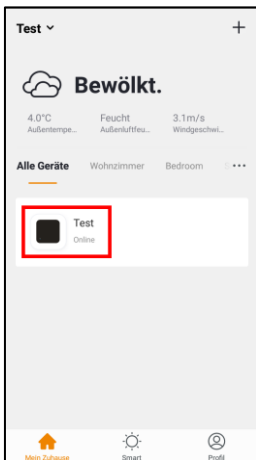 Test
Bewölkt.
4.0°C Feucht 3.1m/s
Außentempe... Außenluftfeu... Windgeschwi...
Alle Geräte Wohnzimmer Bedroom
Test
Online
Mein Zuhause Smart Profil